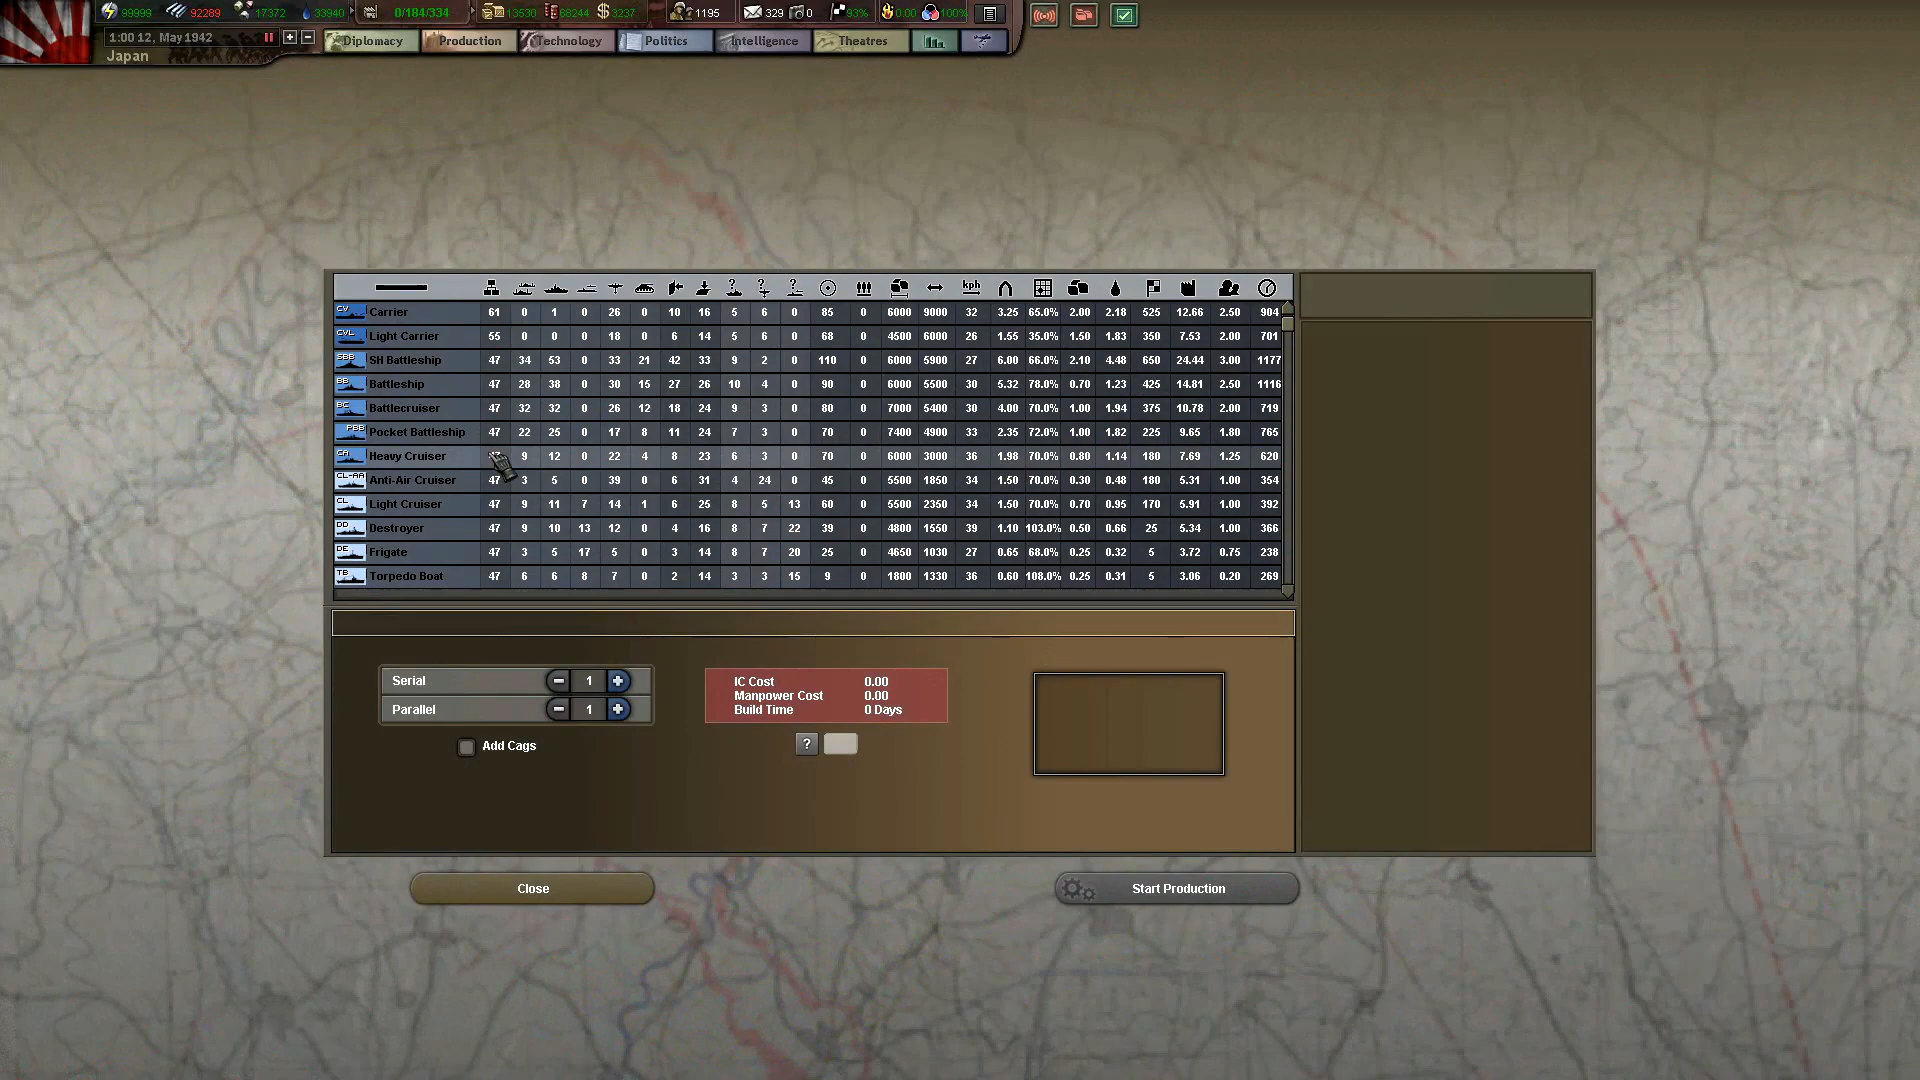 99999 92289 17372 33940 0/184/334 13530 68244 3237 1195 329 0 93% 0.00 100%
1:00 12, May 1942
Diplomacy Production Technology Politics Intelligence Theatres
Japan
kph
CV Carrier 61 0 1 0 26 0 10 16 5 6 0 85 0 6000 9000 32 3.25 65.0% 2.00 2.18 525 12.66 2.50 904
CVL Light Carrier 55 0 0 0 18 0 6 14 5 6 0 68 0 4500 6000 26 1.55 35.0% 1.50 1.83 350 7.53 2.00 701
SBB SH Battleship 47 34 53 0 33 21 42 33 9 2 0 110 0 6000 5900 27 6.00 66.0% 2.10 4.48 650 24.44 3.00 1177
BB Battleship 47 28 38 0 30 15 27 26 10 4 0 90 0 6000 5500 30 5.32 78.0% 0.70 1.23 425 14.81 2.50 1116
BC Battlecruiser 47 32 32 0 26 12 18 24 9 3 0 80 0 7000 5400 30 4.00 70.0% 1.00 1.94 375 10.78 2.00 719
PBB Pocket Battleship 47 22 25 0 17 8 11 24 7 3 0 70 0 7400 4900 33 2.35 72.0% 1.00 1.82 225 9.65 1.80 765
CA Heavy Cruiser 9 12 0 22 4 8 23 6 3 0 70 0 6000 3000 36 1.98 70.0% 0.80 1.14 180 7.69 1.25 620
CL-AA Anti-Air Cruiser 47 3 5 0 39 0 6 31 4 24 0 45 0 5500 1850 34 1.50 70.0% 0.30 0.48 180 5.31 1.00 354
CL Light Cruiser 47 9 11 7 14 1 6 25 8 5 13 60 0 5500 2350 34 1.50 70.0% 0.70 0.95 170 5.91 1.00 392
DD Destroyer 47 9 10 13 12 0 4 16 8 7 22 39 0 4800 1550 39 1.10 103.0% 0.50 0.66 25 5.34 1.00 366
DE Frigate 47 3 5 17 5 0 3 14 8 7 20 25 0 4650 1030 27 0.65 68.0% 0.25 0.32 5 3.72 0.75 238
TB Torpedo Boat 47 6 6 8 7 0 2 14 3 3 15 9 0 1800 1330 36 0.60 108.0% 0.25 0.31 5 3.06 0.20 269
Serial 1
Parallel 1
Add Cags
IC Cost 0.00
Manpower Cost 0.00
Build Time 0 Days
?
Close
Start Production